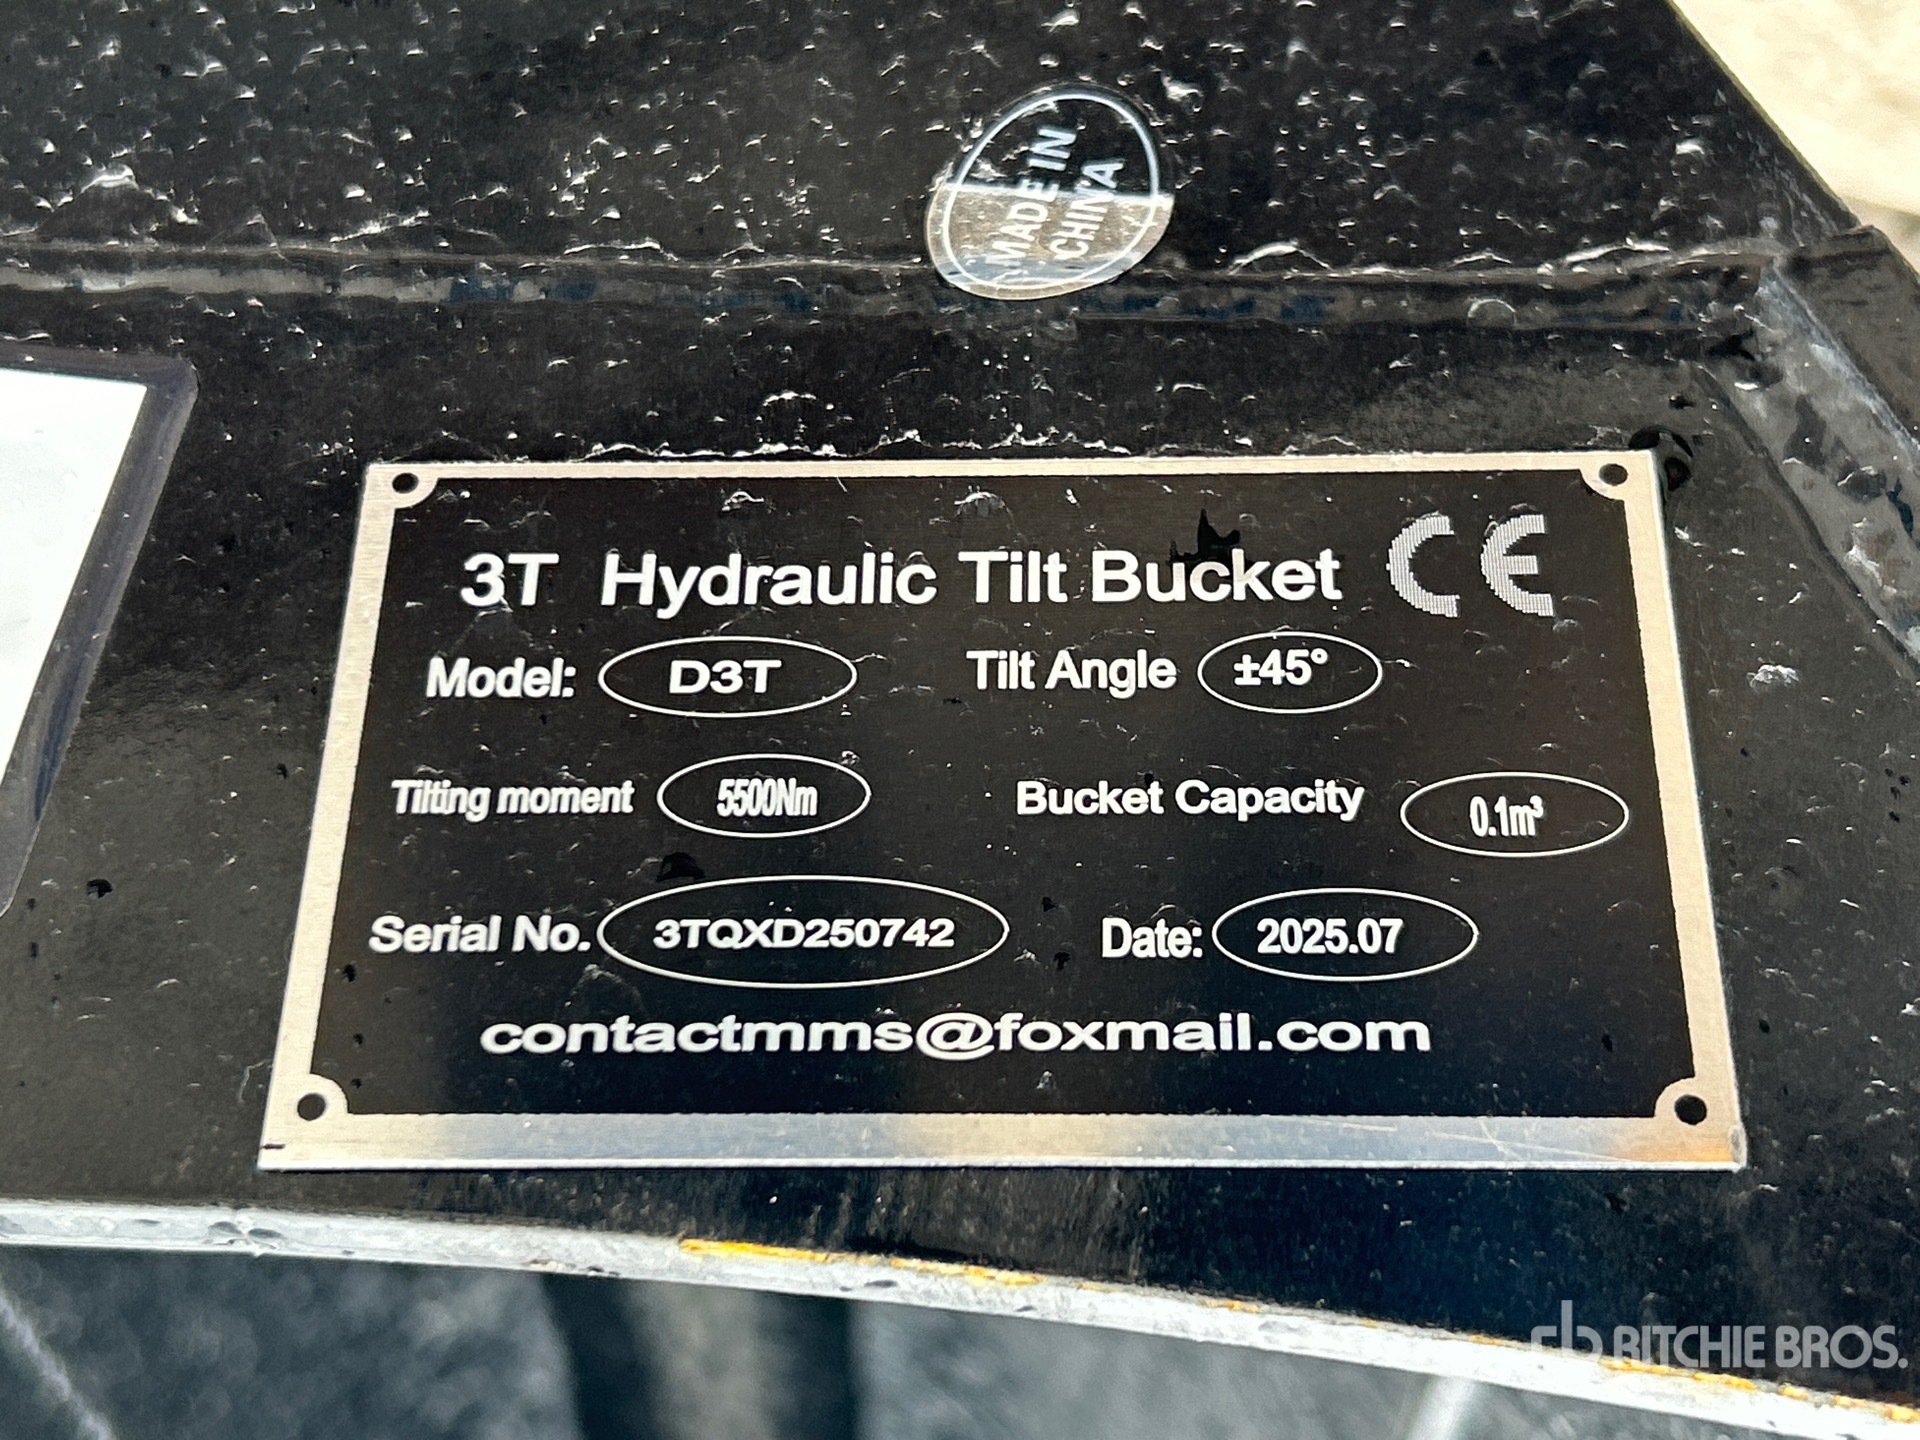 MADE IN
CHINA
3T Hydraulic Tilt Bucket CE
Model: D3T Tilt Angle ±45°
Tilting moment 5500Nm Bucket Capacity 0.1m³
Serial No. 3TQXD250742 Date: 2025.07
contactmms@foxmail.com
rb RITCHIE BROS.